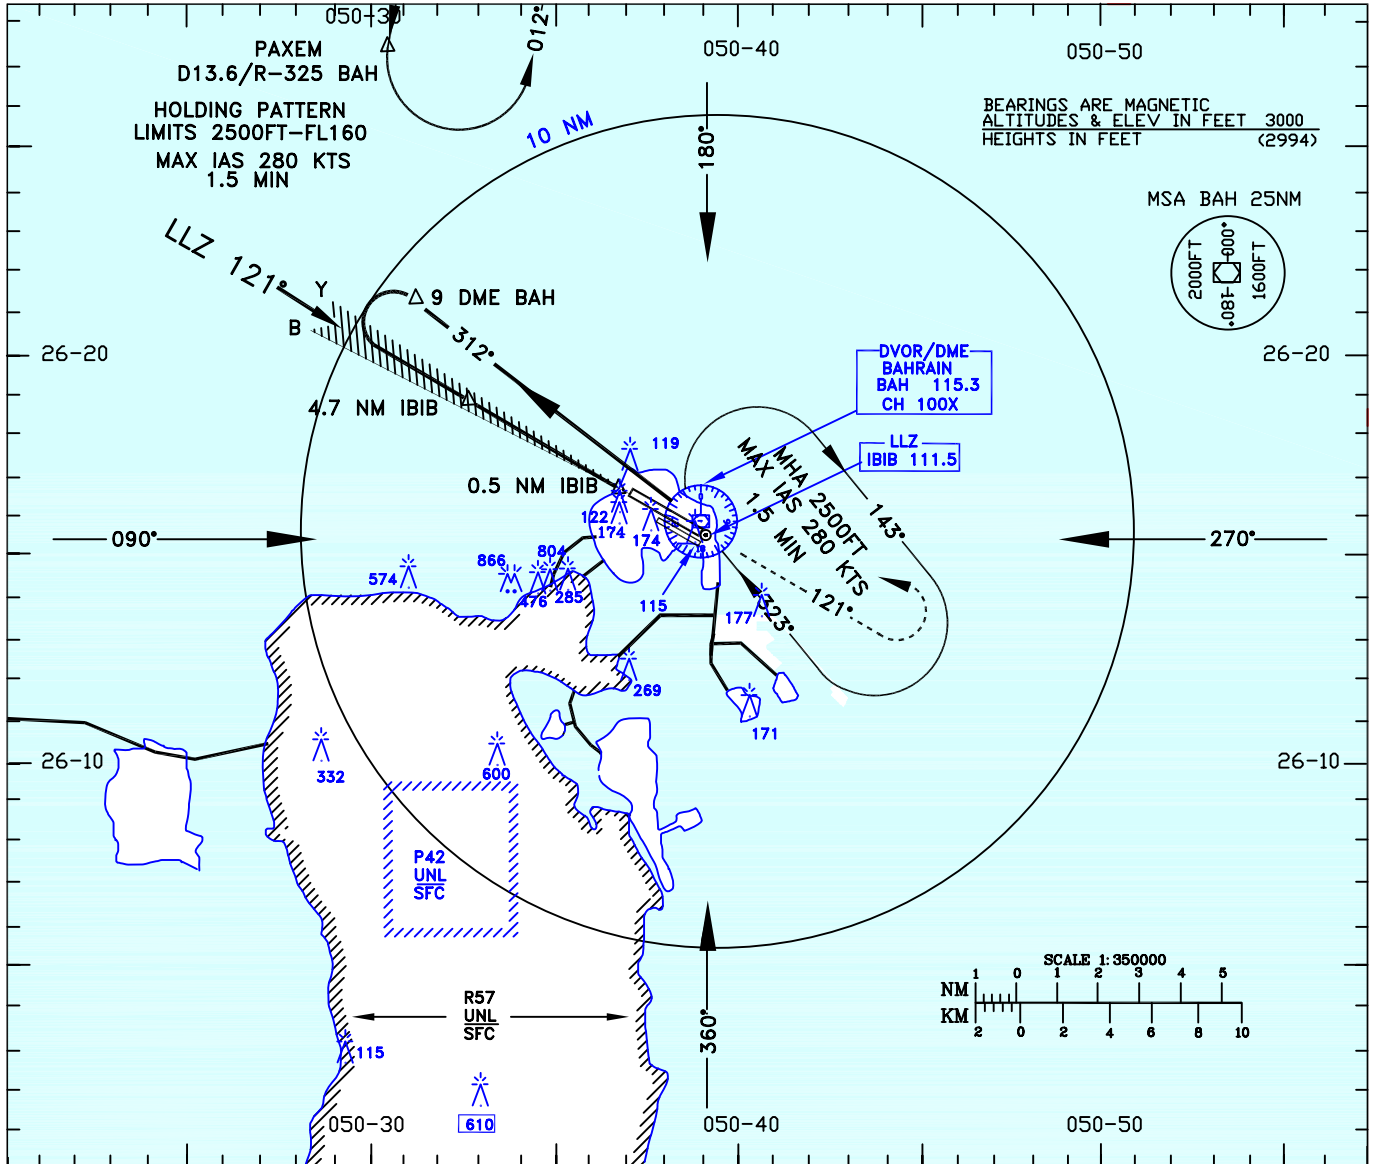 050-30
012°
050-40
050-50
PAXEM
D13.6/R-325 BAH
HOLDING PATTERN
LIMITS 2500FT-FL160
MAX IAS 280 KTS
1.5 MIN
10 NM
180°
BEARINGS ARE MAGNETIC
ALTITUDES & ELEV IN FEET 3000
HEIGHTS IN FEET (2994)
MSA BAH 25NM
2000FT
000°
180°
1600FT
LLZ 121°
Y
B
9 DME BAH
312°
26-20
26-20
DVOR/DME
BAHRAIN
BAH 115.3
CH 100X
4.7 NM IBIB
LLZ
IBIB 111.5
119
0.5 NM IBIB
122
174
174
MHA 2500FT
MAX IAS 280 KTS
1.5 MIN
143°
121°
323°
090°
270°
574
866
804
476
285
115
177
269
171
26-10
26-10
332
600
P42
UNL
SFC
R57
UNL
SFC
360°
SCALE 1:350000
NM
1 0 1 2 3 4 5
KM
2 0 2 4 6 8 10
115
610
050-30
050-40
050-50